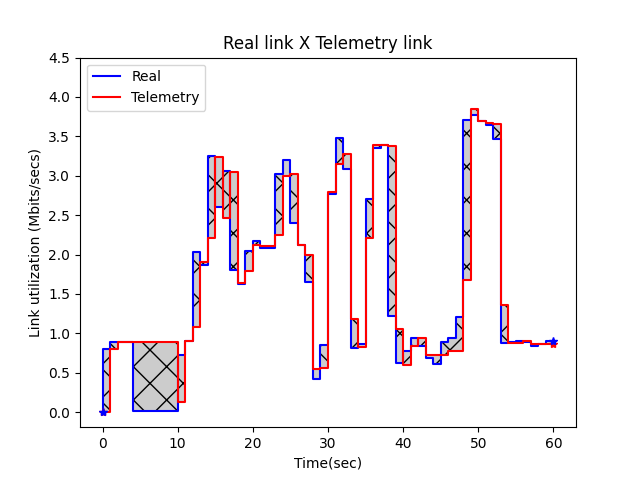 Real link X Telemetry link
Real
Telemetry
Link utilization (Mbits/secs)
4.5
4.0
3.5
3.0
2.5
2.0
1.5
1.0
0.5
0.0
0 10 20 30 40 50 60
Time(sec)